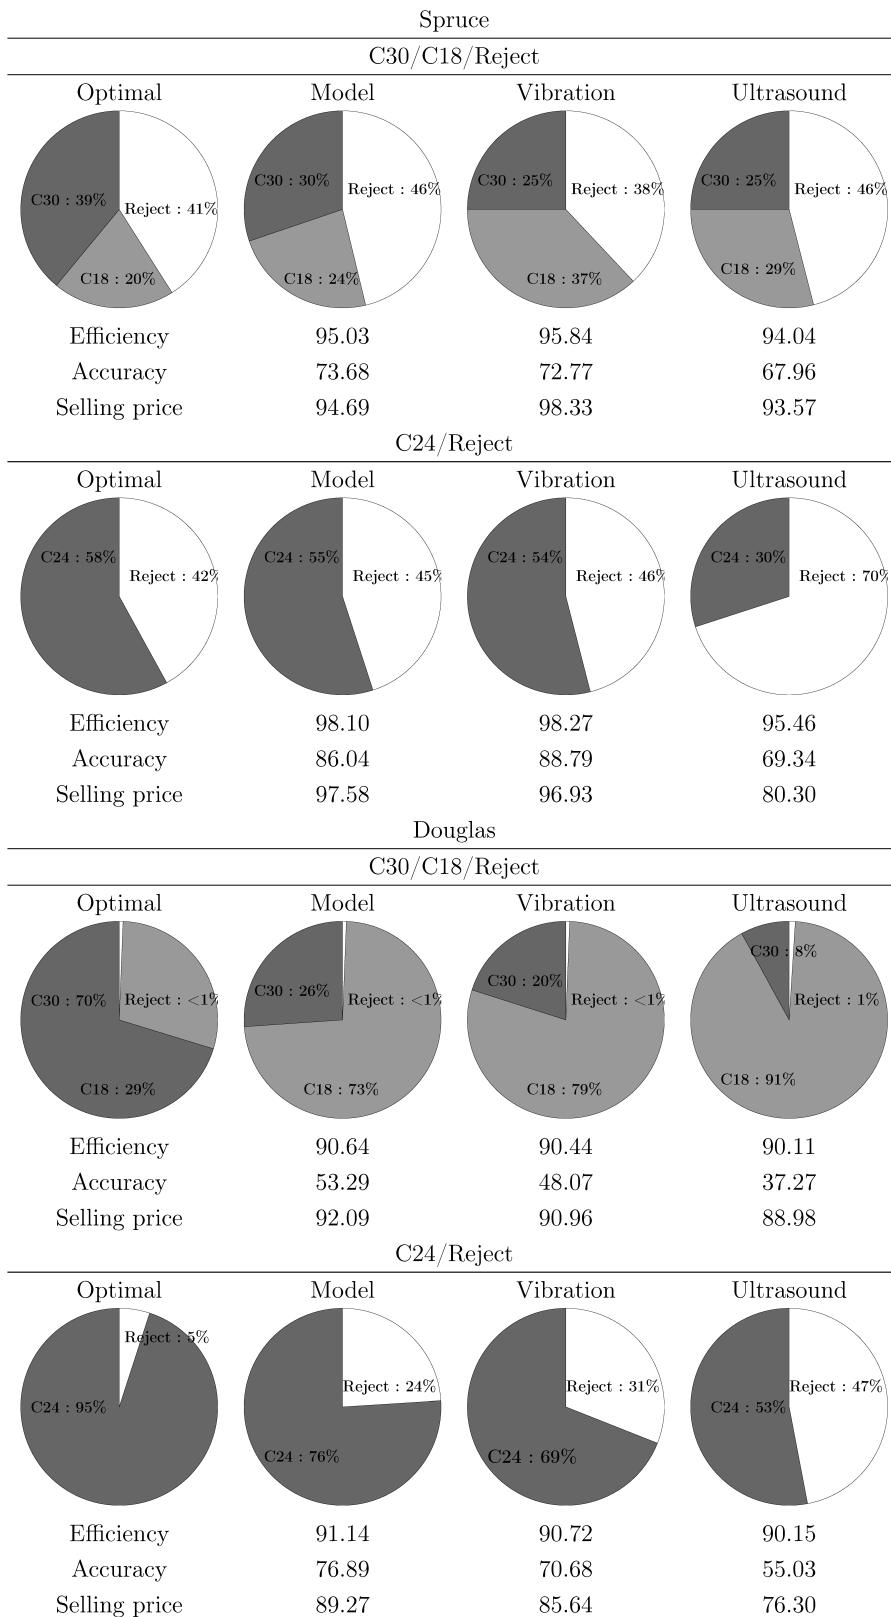 Spruce
C30/C18/Reject
Optimal Model Vibration Ultrasound
C30 : 39% Reject : 41% C18 : 20%
C30 : 30% Reject : 46% C18 : 24%
C30 : 25% Reject : 38% C18 : 37%
C30 : 25% Reject : 46% C18 : 29%
Efficiency 95.03 95.84 94.04
Accuracy 73.68 72.77 67.96
Selling price 94.69 98.33 93.57
C24/Reject
Optimal Model Vibration Ultrasound
C24 : 58% Reject : 42%
C24 : 55% Reject : 45%
C24 : 54% Reject : 46%
C24 : 30% Reject : 70%
Efficiency 98.10 98.27 95.46
Accuracy 86.04 88.79 69.34
Selling price 97.58 96.93 80.30
Douglas
C30/C18/Reject
Optimal Model Vibration Ultrasound
C30 : 70% Reject : <1% C18 : 29%
C30 : 26% Reject : <1% C18 : 73%
C30 : 20% Reject : <1% C18 : 79%
C30 : 8% Reject : 1% C18 : 91%
Efficiency 90.64 90.44 90.11
Accuracy 53.29 48.07 37.27
Selling price 92.09 90.96 88.98
C24/Reject
Optimal Model Vibration Ultrasound
Reject : 5% C24 : 95%
Reject : 24% C24 : 76%
Reject : 31% C24 : 69%
Reject : 47% C24 : 53%
Efficiency 91.14 90.72 90.15
Accuracy 76.89 70.68 55.03
Selling price 89.27 85.64 76.30